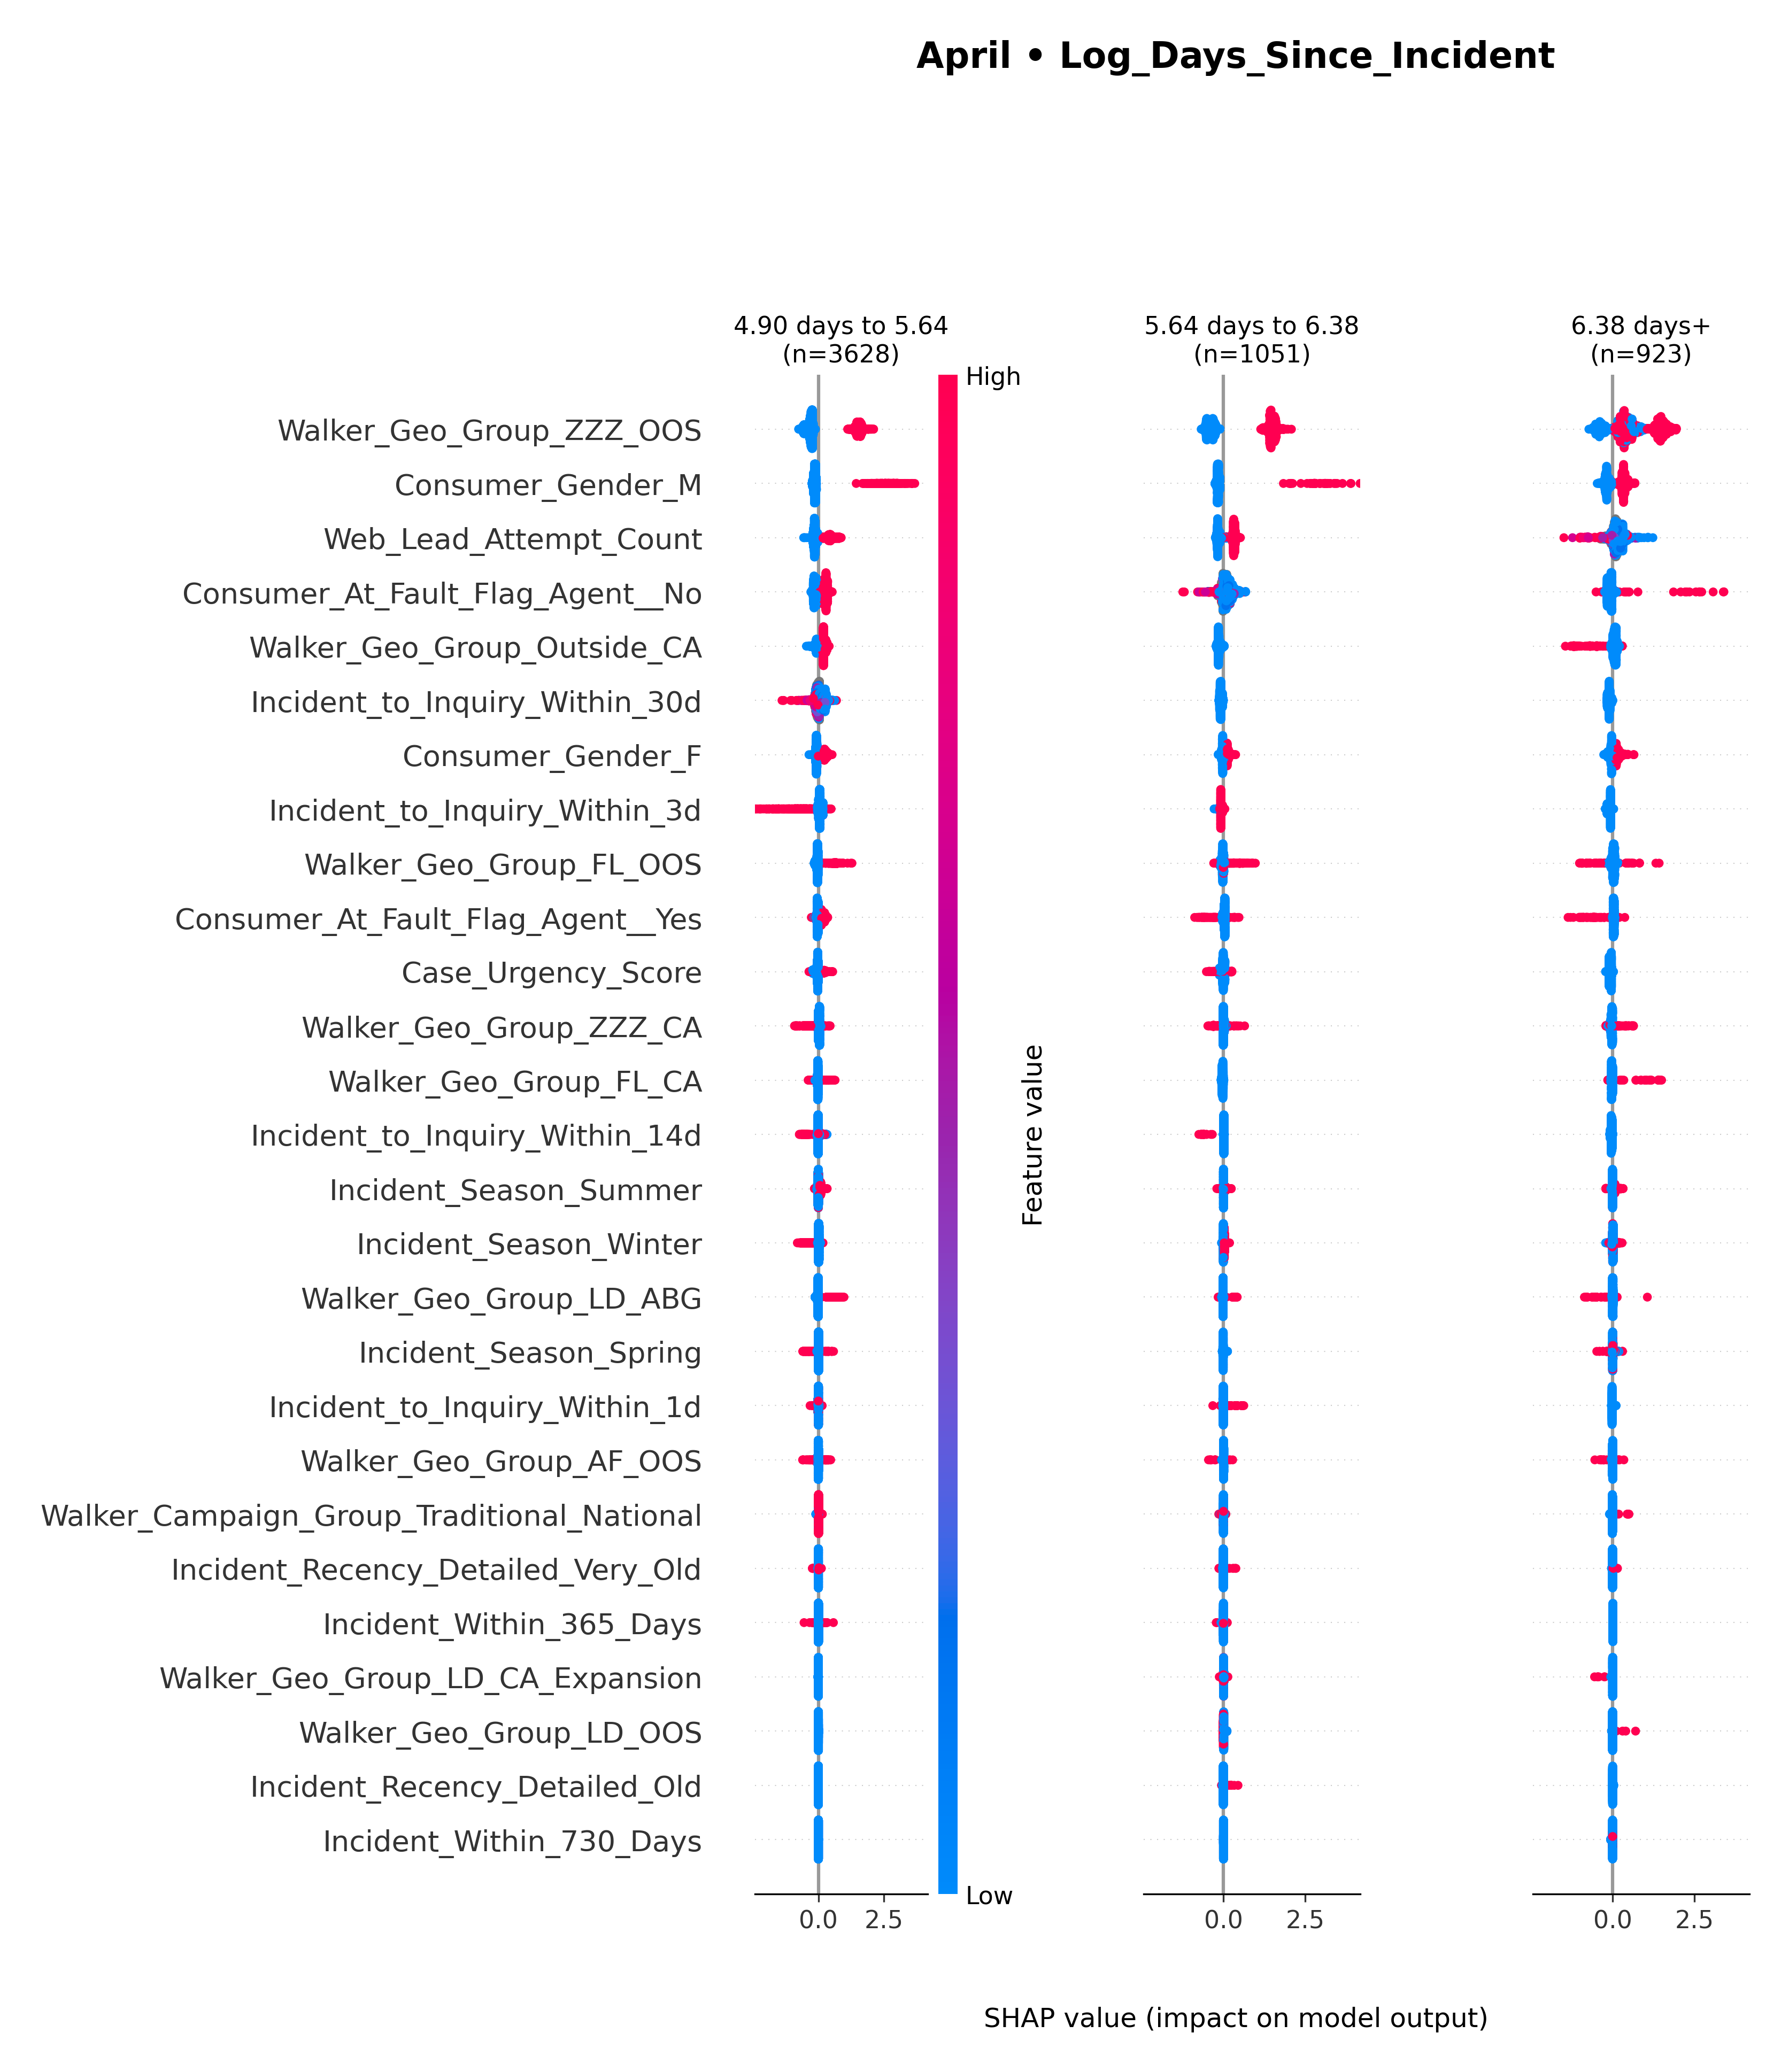 April • Log_Days_Since_Incident
4.90 days to 5.64
(n=3628)
5.64 days to 6.38
(n=1051)
6.38 days+
(n=923)
High
Walker_Geo_Group_ZZZ_OOS
Consumer_Gender_M
Web_Lead_Attempt_Count
Consumer_At_Fault_Flag_Agent__No
Walker_Geo_Group_Outside_CA
Incident_to_Inquiry_Within_30d
Consumer_Gender_F
Incident_to_Inquiry_Within_3d
Walker_Geo_Group_FL_OOS
Consumer_At_Fault_Flag_Agent__Yes
Case_Urgency_Score
Walker_Geo_Group_ZZZ_CA
Walker_Geo_Group_FL_CA
Incident_to_Inquiry_Within_14d
Incident_Season_Summer
Incident_Season_Winter
Walker_Geo_Group_LD_ABG
Incident_Season_Spring
Incident_to_Inquiry_Within_1d
Walker_Geo_Group_AF_OOS
Walker_Campaign_Group_Traditional_National
Incident_Recency_Detailed_Very_Old
Incident_Within_365_Days
Walker_Geo_Group_LD_CA_Expansion
Walker_Geo_Group_LD_OOS
Incident_Recency_Detailed_Old
Incident_Within_730_Days
Feature value
Low
0.0 2.5
0.0 2.5
0.0 2.5
SHAP value (impact on model output)